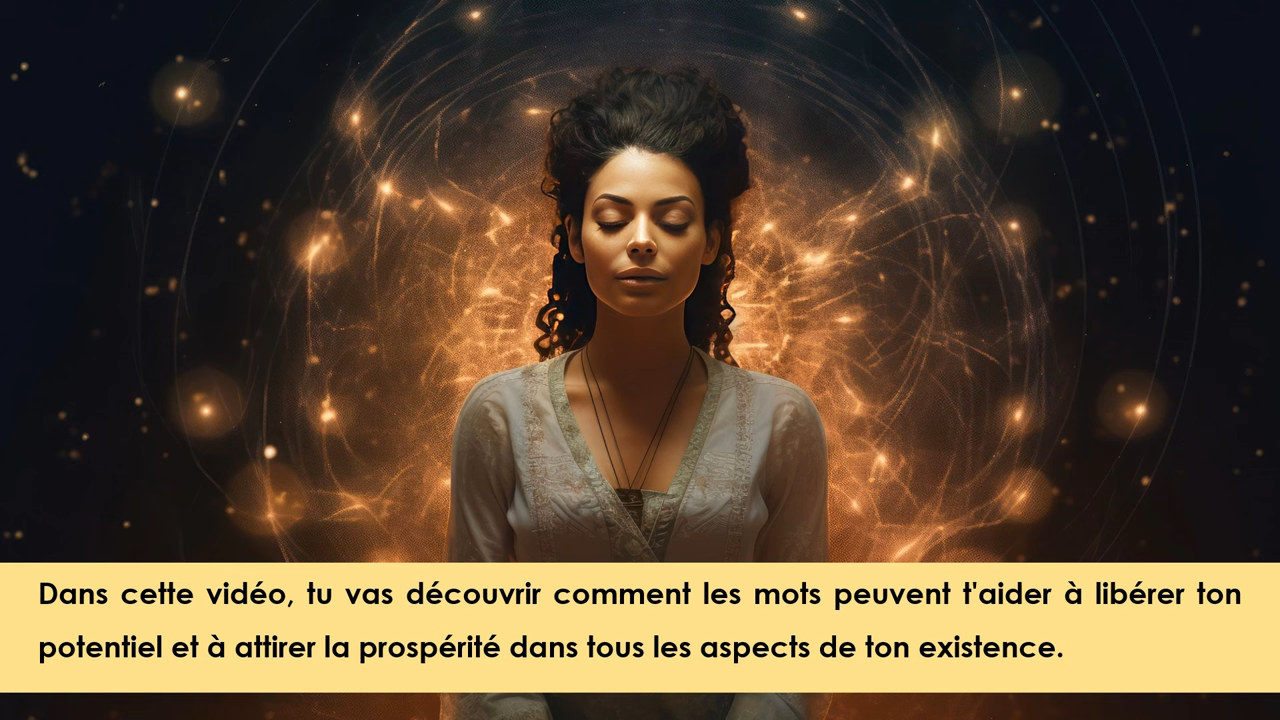 Dans cette vidéo, tu vas découvrir comment les mots peuvent t'aider à libérer ton
potentiel et à attirer la prospérité dans tous les aspects de ton existence.